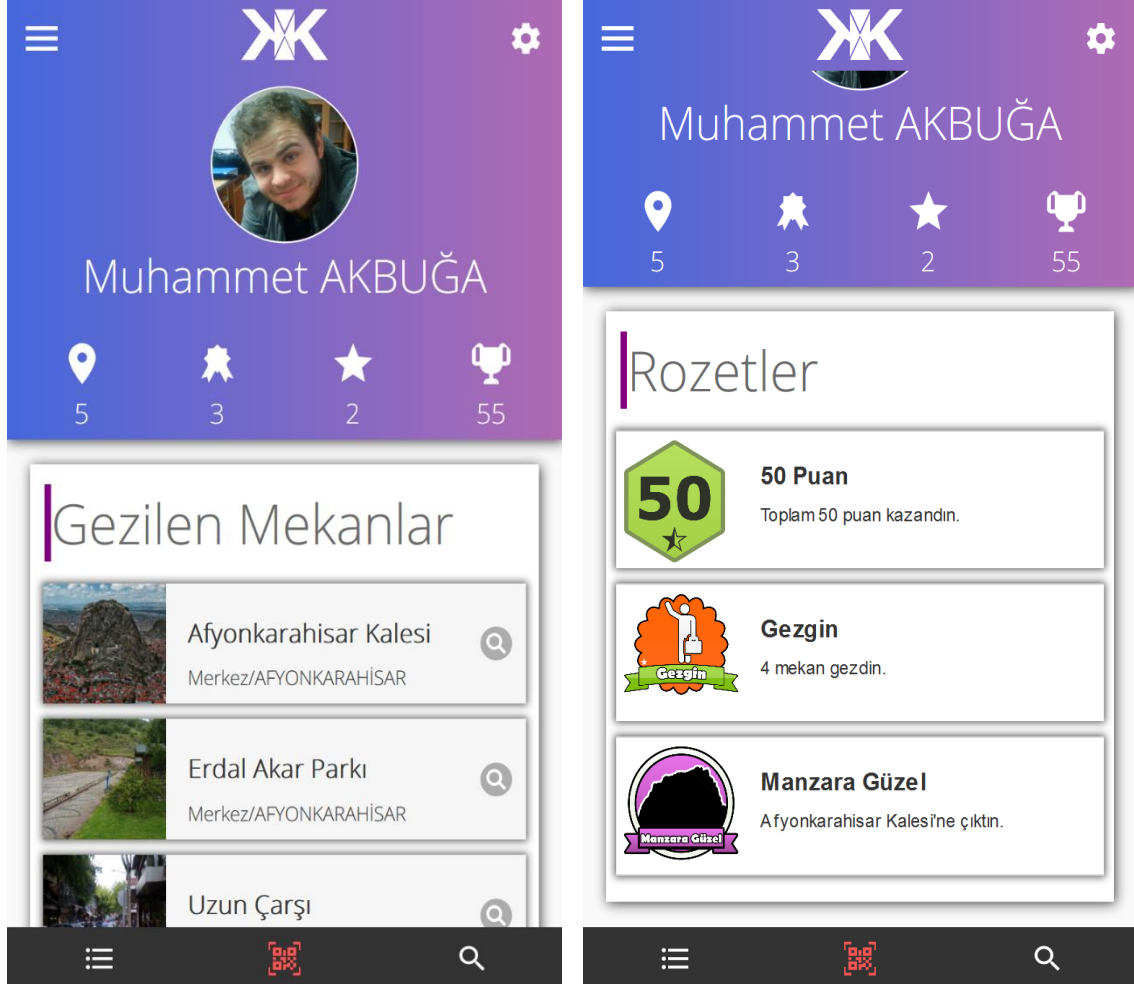 Muhammet AKBUĞA
5 3 2 55
Gezilen Mekanlar
Afyonkarahisar Kalesi
Merkez/AFYONKARAHİSAR
Erdal Akar Parkı
Merkez/AFYONKARAHİSAR
Uzun Çarşı
Muhammet AKBUĞA
5 3 2 55
Rozetler
50
50 Puan
Toplam 50 puan kazandın.
Gezgin
Gezgin
4 mekan gezdin.
Manzara Güzel
Manzara Güzel
Afyonkarahisar Kalesi'ne çıktın.